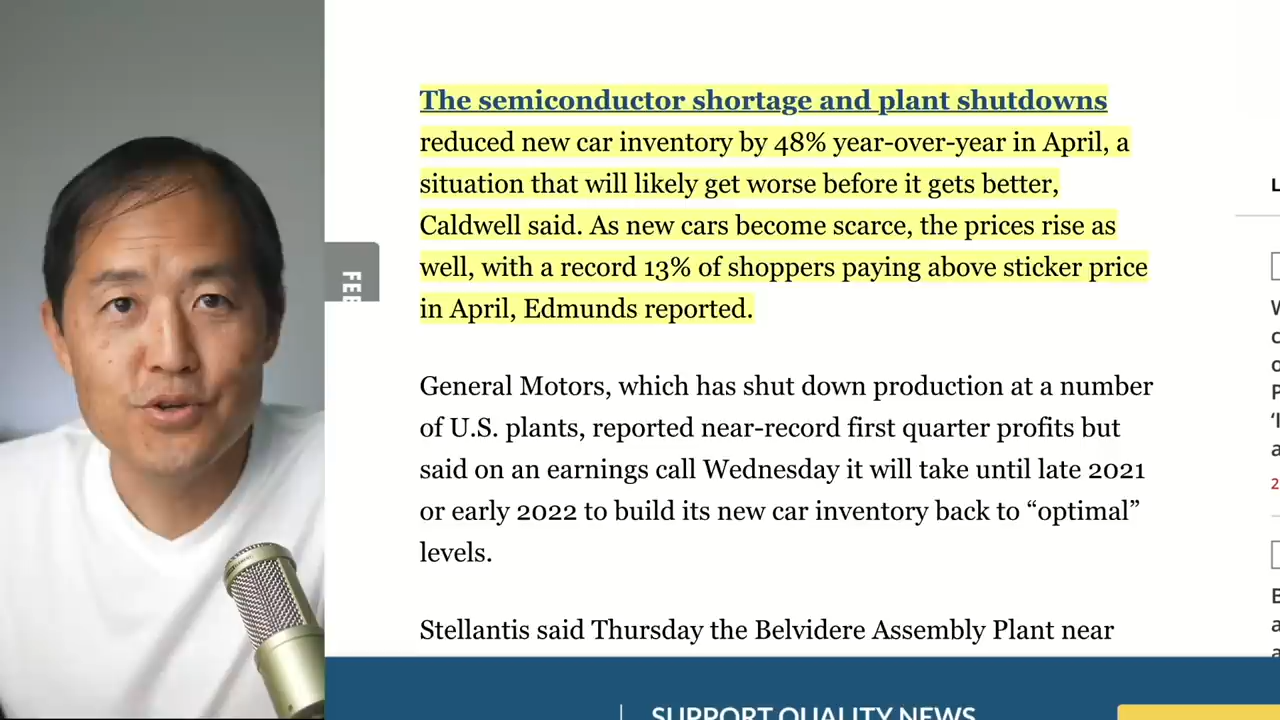 The semiconductor shortage and plant shutdowns
reduced new car inventory by 48% year-over-year in April, a
situation that will likely get worse before it gets better,
Caldwell said. As new cars become scarce, the prices rise as
well, with a record 13% of shoppers paying above sticker price
in April, Edmunds reported.
General Motors, which has shut down production at a number
of U.S. plants, reported near-record first quarter profits but
said on an earnings call Wednesday it will take until late 2021
or early 2022 to build its new car inventory back to “optimal”
levels.
Stellantis said Thursday the Belvidere Assembly Plant near
SUPPORT QUALITY NEWS